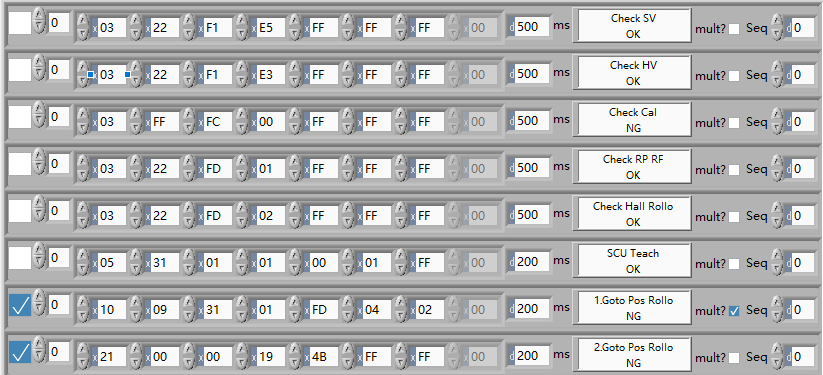 0 x 03 x 22 x F1 x E5 x FF x FF x FF x 00 d 500 ms Check SV OK mult? Seq d 0
0 x 03 x 22 x F1 x E3 x FF x FF x FF x 00 d 500 ms Check HV OK mult? Seq d 0
0 x 03 x FF x FC x 00 x FF x FF x FF x 00 d 500 ms Check Cal NG mult? Seq d 0
0 x 03 x 22 x FD x 01 x FF x FF x FF x 00 d 500 ms Check RP RF OK mult? Seq d 0
0 x 03 x 22 x FD x 02 x FF x FF x FF x 00 d 500 ms Check Hall Rollo OK mult? Seq d 0
0 x 05 x 31 x 01 x 01 x 00 x 01 x FF x 00 d 200 ms SCU Teach OK mult? Seq d 0
0 x 10 x 09 x 31 x 01 x FD x 04 x 02 x 00 d 200 ms 1.Goto Pos Rollo NG mult? Seq d 0
0 x 21 x 00 x 00 x 19 x 4B x FF x FF x 00 d 200 ms 2.Goto Pos Rollo NG mult? Seq d 0